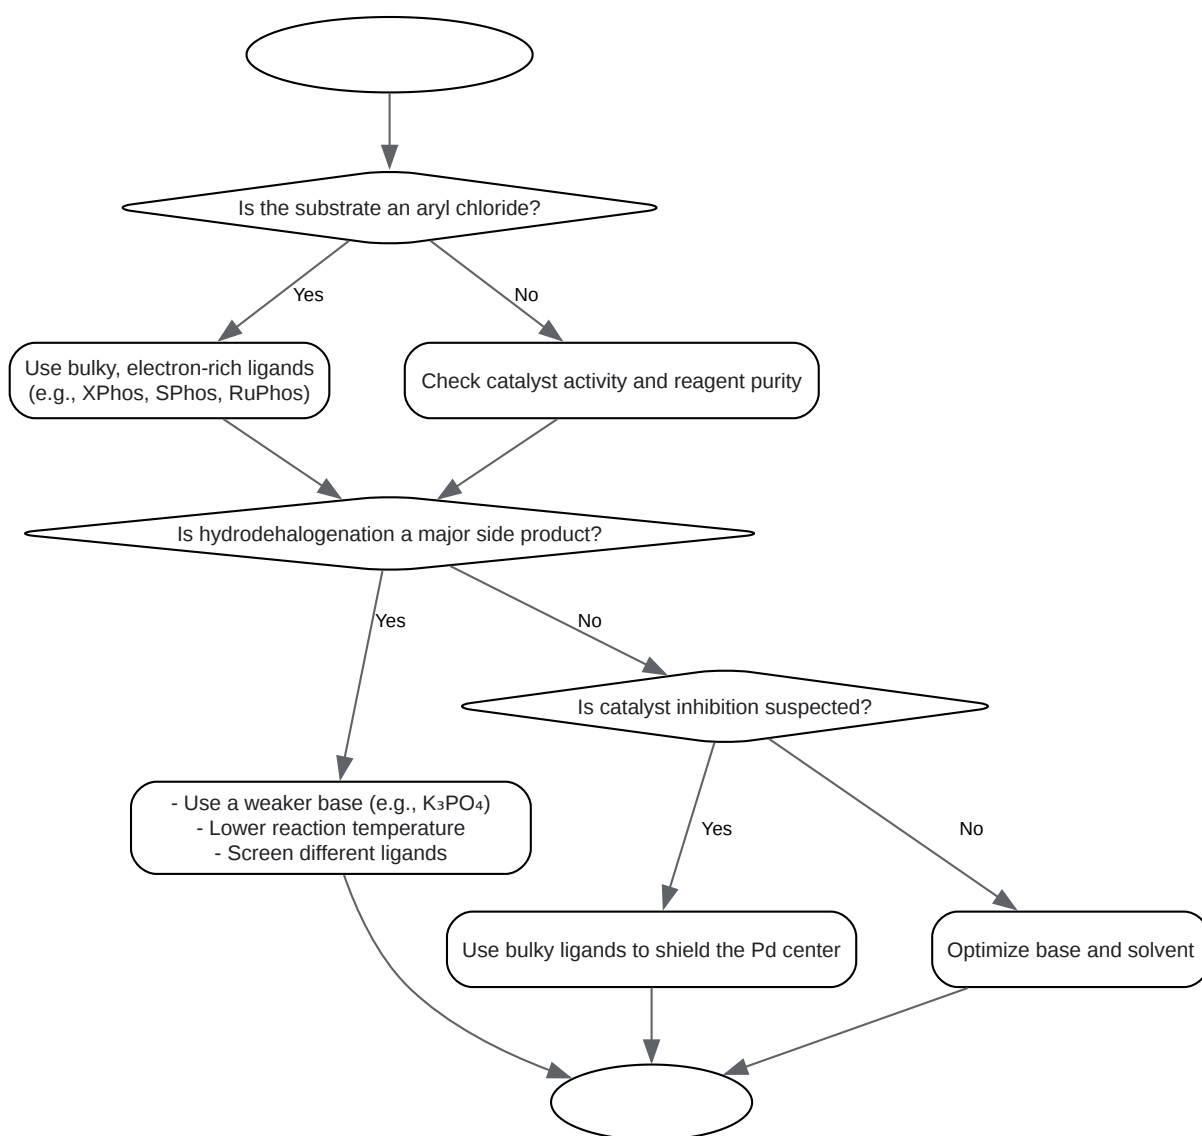 Is the substrate an aryl chloride?
Yes
No
Use bulky, electron-rich ligands
(e.g., XPhos, SPhos, RuPhos)
Check catalyst activity and reagent purity
Is hydrodehalogenation a major side product?
Yes
No
Is catalyst inhibition suspected?
- Use a weaker base (e.g., K₃PO₄)
- Lower reaction temperature
- Screen different ligands
Yes
No
Use bulky ligands to shield the Pd center
Optimize base and solvent